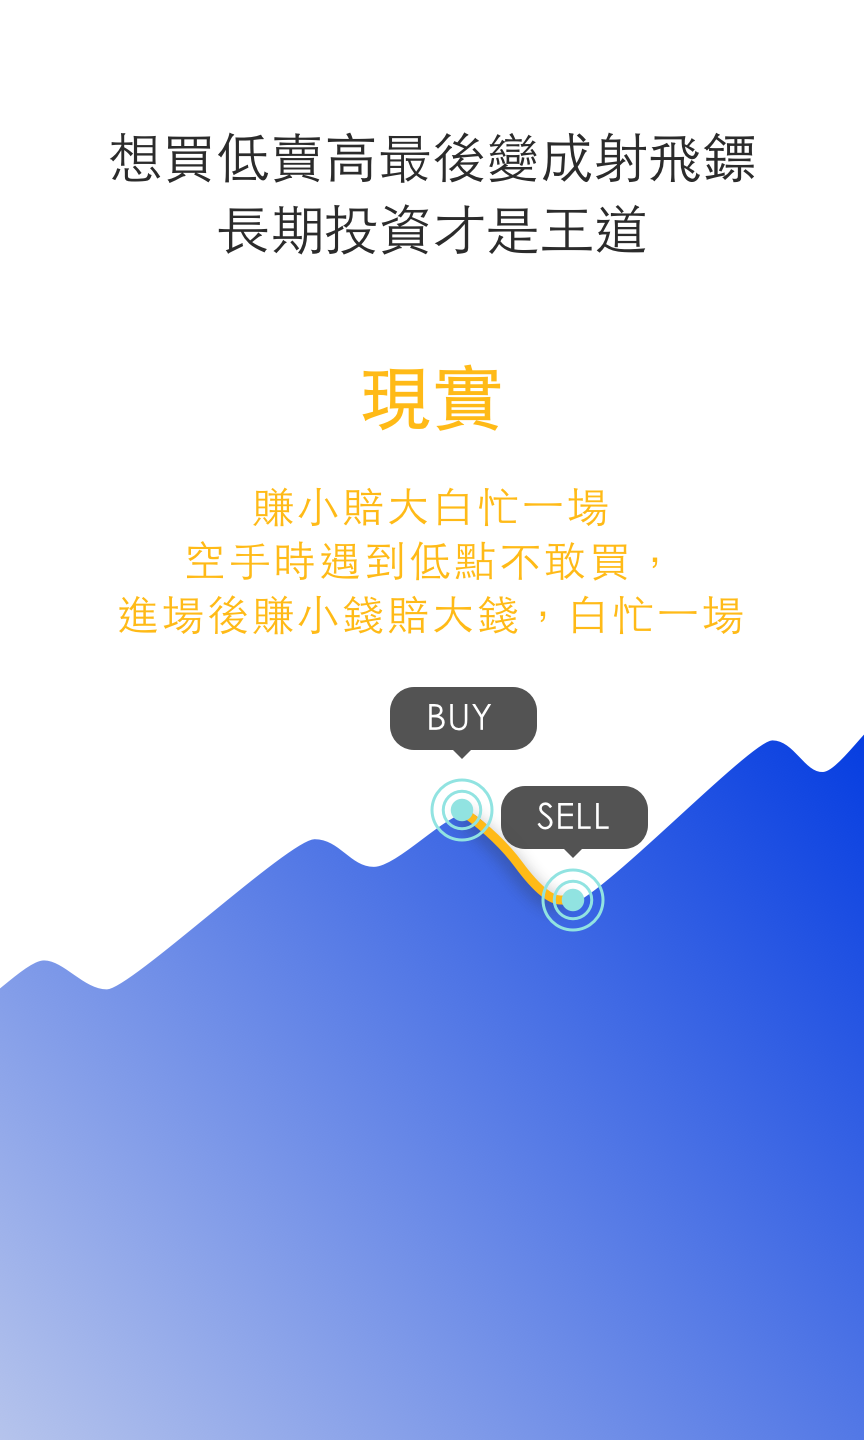 想買低賣高最後變成射飛鏢
長期投資才是王道
現實
賺小賠大白忙一場
空手時遇到低點不敢買，
進場後賺小錢賠大錢，白忙一場
BUY
SELL